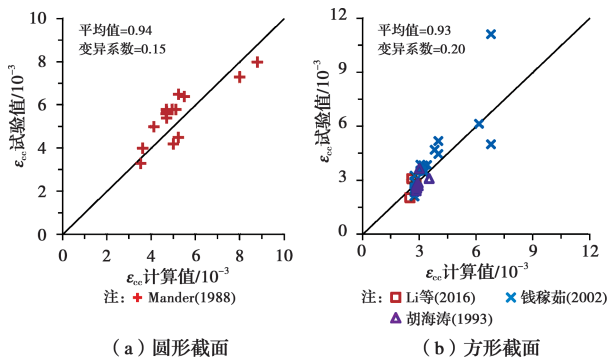 平均值=0.94
变异系数=0.15
ε_cc试验值/10⁻³
10
8
6
4
2
0
0 2 4 6 8 10
ε_cc计算值/10⁻³
注: + Mander(1988)
(a)圆形截面
平均值=0.93
变异系数=0.20
ε_cc试验值/10⁻³
12
9
6
3
0
0 3 6 9 12
ε_cc计算值/10⁻³
注: Li等(2016) 钱稼茹(2002)
胡海涛(1993)
(b)方形截面